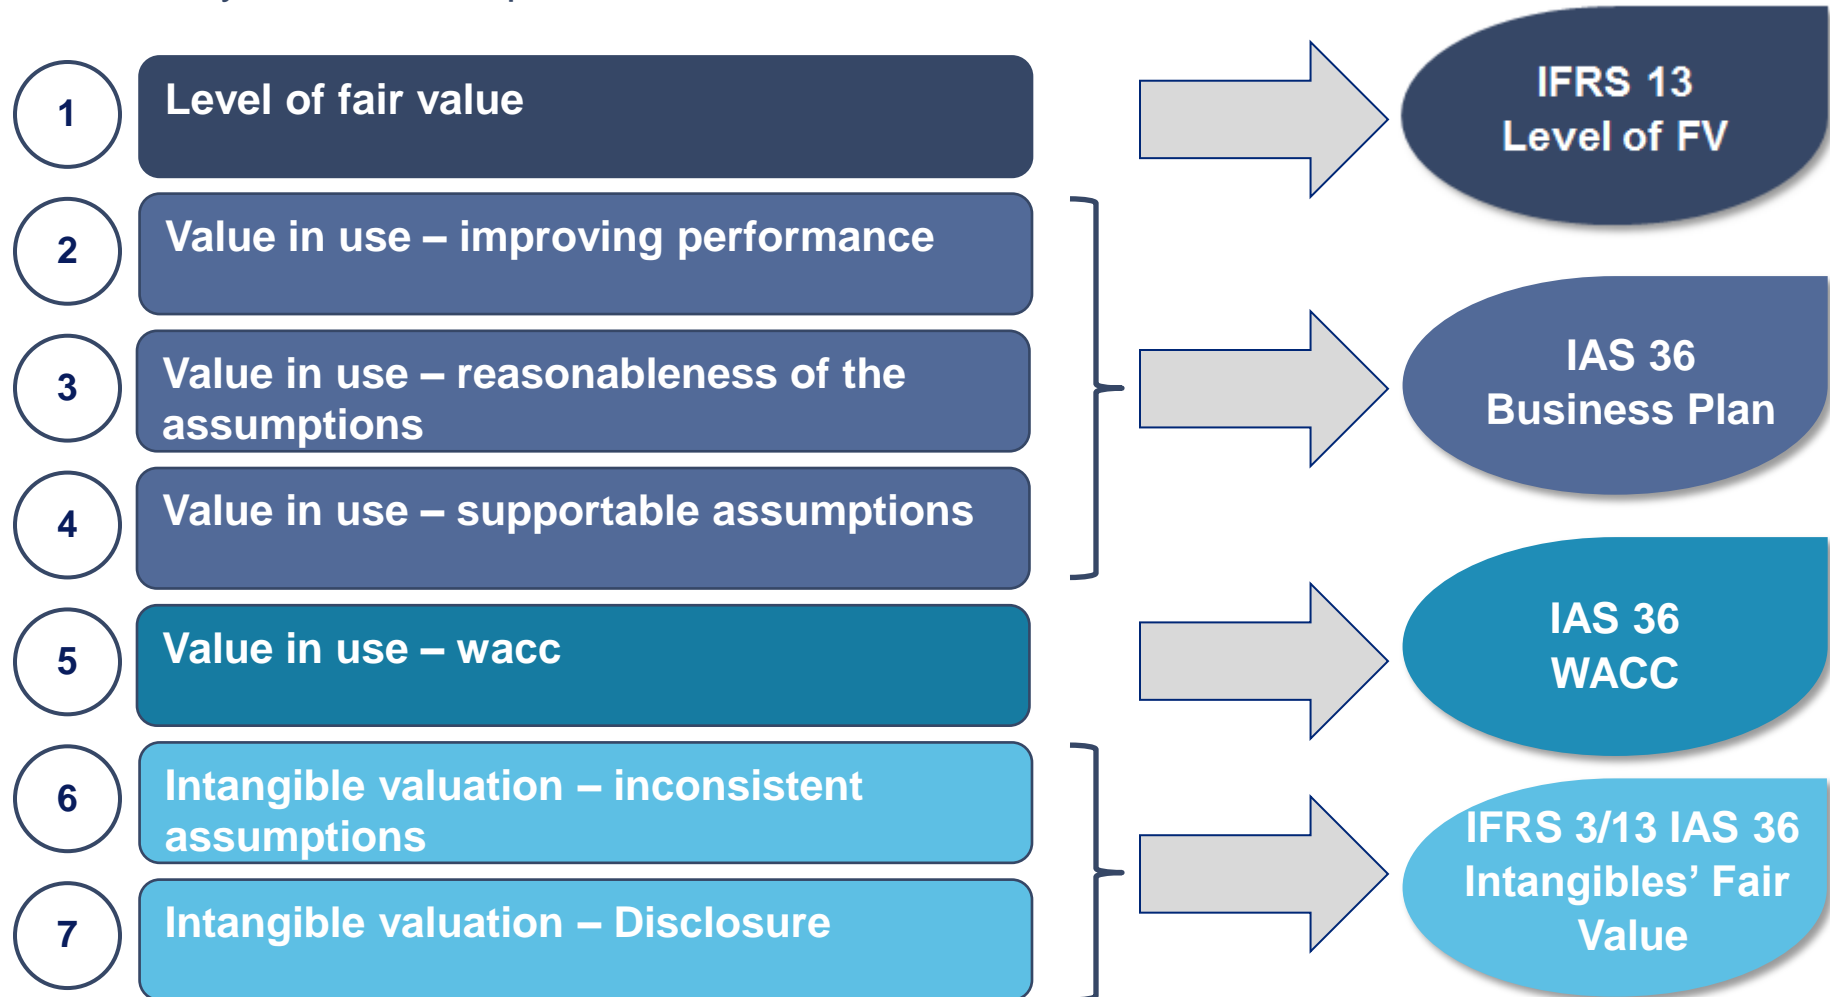 1
Level of fair value
IFRS 13
Level of FV
2
Value in use – improving performance
3
Value in use – reasonableness of the
assumptions
IAS 36
Business Plan
4
Value in use – supportable assumptions
5
Value in use – wacc
IAS 36
WACC
6
Intangible valuation – inconsistent
assumptions
7
Intangible valuation – Disclosure
IFRS 3/13 IAS 36
Intangibles’ Fair
Value